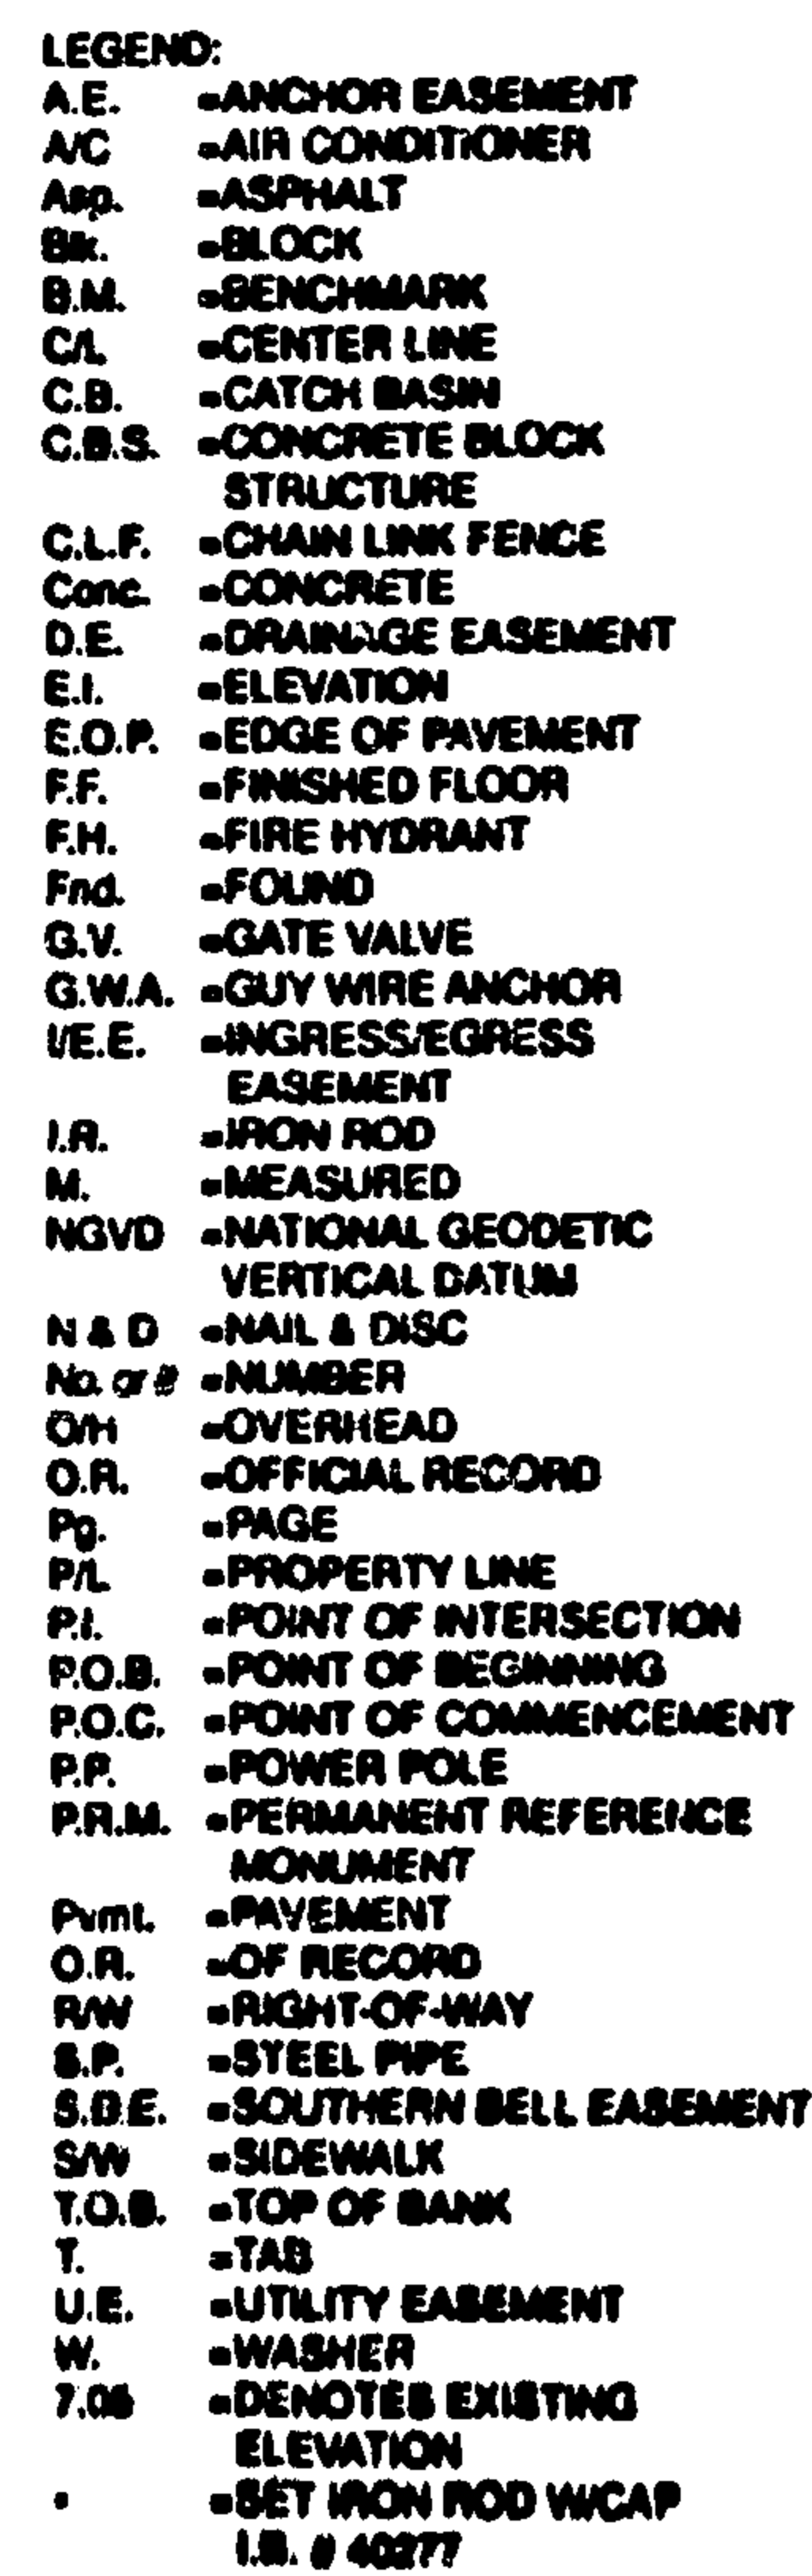 LEGEND:
A.E. =ANCHOR EASEMENT
A/C =AIR CONDITIONER
Asp. =ASPHALT
Blk. =BLOCK
B.M. =BENCHMARK
C/L =CENTER LINE
C.B. =CATCH BASIN
C.B.S. =CONCRETE BLOCK
STRUCTURE
C.L.F. =CHAIN LINK FENCE
Conc. =CONCRETE
D.E. =DRAINAGE EASEMENT
E.I. =ELEVATION
E.O.P. =EDGE OF PAVEMENT
F.F. =FINISHED FLOOR
F.H. =FIRE HYDRANT
Fnd. =FOUND
G.V. =GATE VALVE
G.W.A. =GUY WIRE ANCHOR
I/E.E. =INGRESS/EGRESS
EASEMENT
I.R. =IRON ROD
M. =MEASURED
NGVD =NATIONAL GEODETIC
VERTICAL DATUM
N & D =NAIL & DISC
No. or # =NUMBER
O/H =OVERHEAD
O.R. =OFFICIAL RECORD
Pg. =PAGE
P/L =PROPERTY LINE
P.I. =POINT OF INTERSECTION
P.O.B. =POINT OF BEGINNING
P.O.C. =POINT OF COMMENCEMENT
P.P. =POWER POLE
P.R.M. =PERMANENT REFERENCE
MONUMENT
Pvmt. =PAVEMENT
O.R. =OF RECORD
R/W =RIGHT-OF-WAY
S.P. =STEEL PIPE
S.B.E. =SOUTHERN BELL EASEMENT
S/W =SIDEWALK
T.O.B. =TOP OF BANK
T. =TAB
U.E. =UTILITY EASEMENT
W. =WASHER
7.06 =DENOTES EXISTING
ELEVATION
• =SET IRON ROD W/CAP
I.B. # 40277